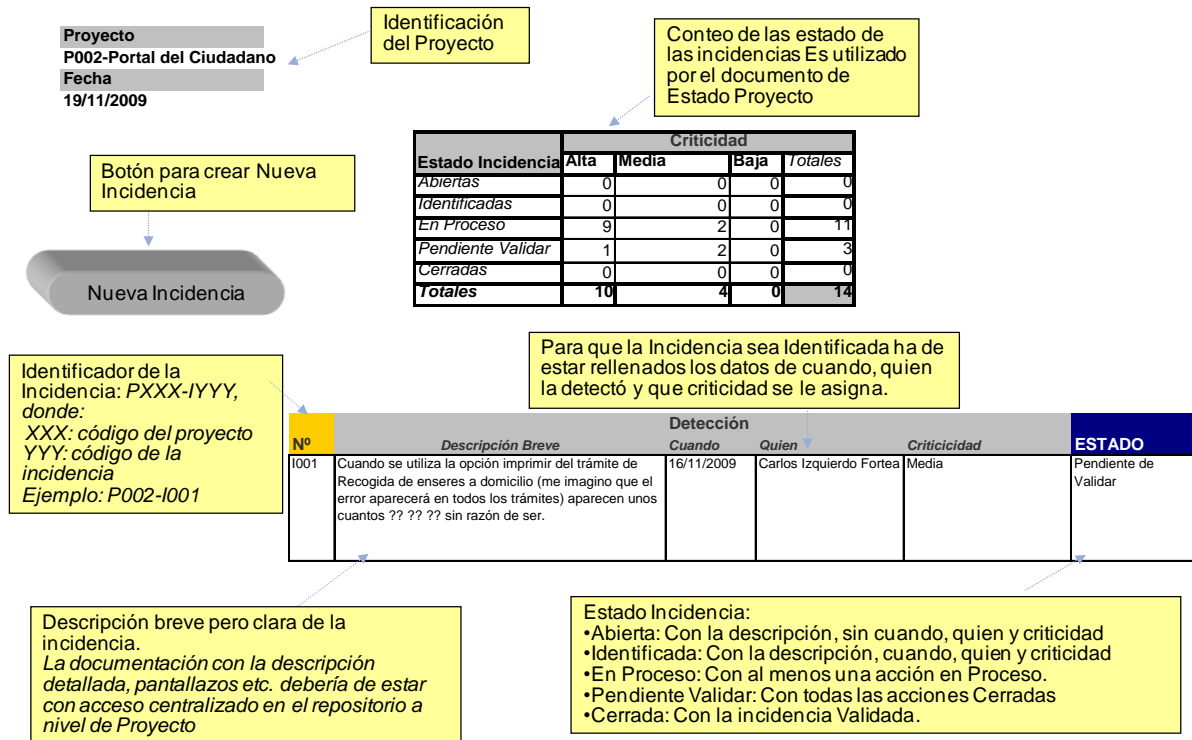 Proyecto
P002-Portal del Ciudadano
Fecha
19/11/2009
Identificación
del Proyecto
Conteo de las estado de
las incidencias Es utilizado
por el documento de
Estado Proyecto
Botón para crear Nueva
Incidencia
Nueva Incidencia
Criticidad
Estado Incidencia Alta Media Baja Totales
Abiertas 0 0 0 0
Identificadas 0 0 0 0
En Proceso 9 2 0 11
Pendiente Validar 1 2 0 3
Cerradas 0 0 0 0
Totales 10 4 0 14
Identificador de la
Incidencia: PXXX-IYYY,
donde:
XXX: código del proyecto
YYY: código de la
incidencia
Ejemplo: P002-I001
Para que la Incidencia sea Identificada ha de
estar rellenados los datos de cuando, quien
la detectó y que criticidad se le asigna.
Detección
Nº Descripción Breve Cuando Quien Criticicidad ESTADO
I001 Cuando se utiliza la opción imprimir del trámite de 16/11/2009 Carlos Izquierdo Fortea Media Pendiente de
Recogida de enseres a domicilio (me imagino que el Validar
error aparecerá en todos los trámites) aparecen unos
cuantos ?? ?? ?? sin razón de ser.
Descripción breve pero clara de la
incidencia.
La documentación con la descripción
detallada, pantallazos etc. debería de estar
con acceso centralizado en el repositorio a
nivel de Proyecto
Estado Incidencia:
•Abierta: Con la descripción, sin cuando, quien y criticidad
•Identificada: Con la descripción, cuando, quien y criticidad
•En Proceso: Con al menos una acción en Proceso.
•Pendiente Validar: Con todas las acciones Cerradas
•Cerrada: Con la incidencia Validada.